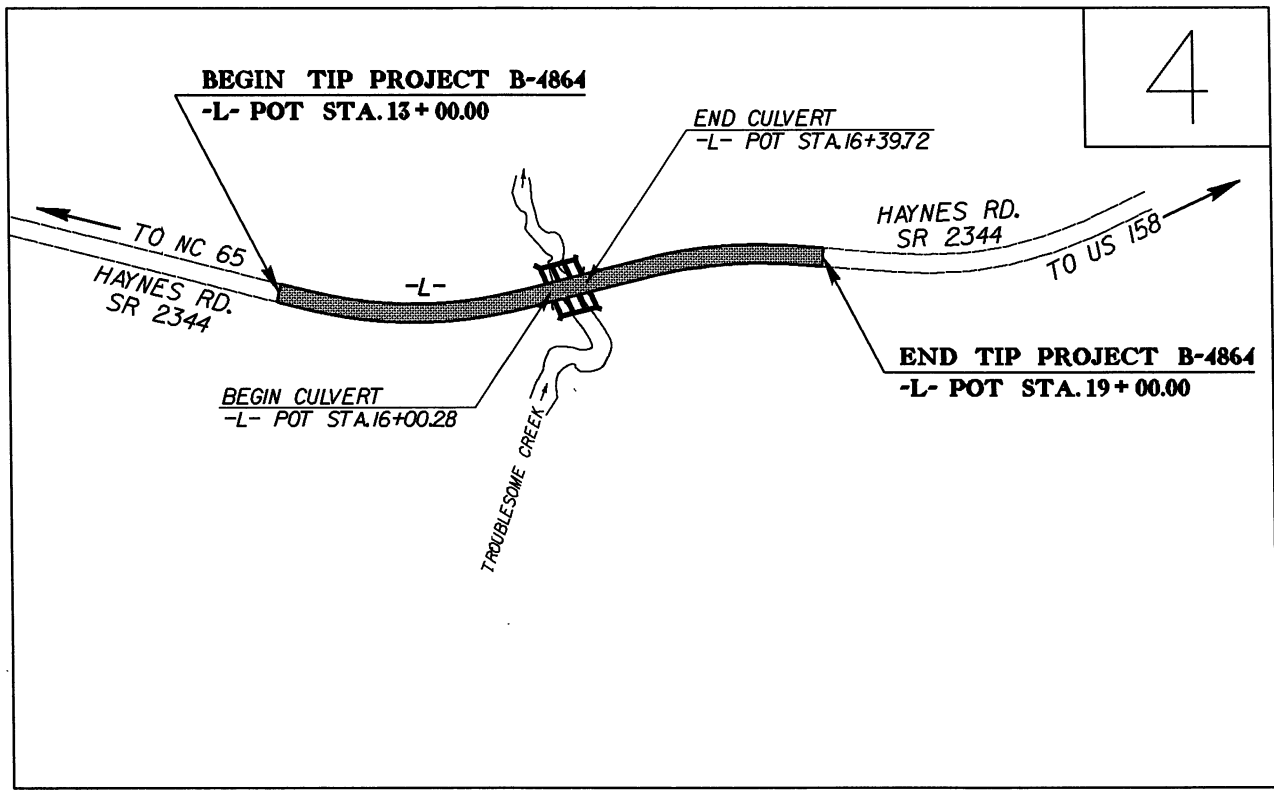 4
BEGIN TIP PROJECT B-4864
-L- POT STA. 13+00.00
END CULVERT
-L- POT STA.16+39.72
TO NC 65
HAYNES RD.
SR 2344
-L-
HAYNES RD.
SR 2344
TO US 158
BEGIN CULVERT
-L- POT STA.16+00.28
END TIP PROJECT B-4864
-L- POT STA. 19+00.00
TROUBLESOME CREEK